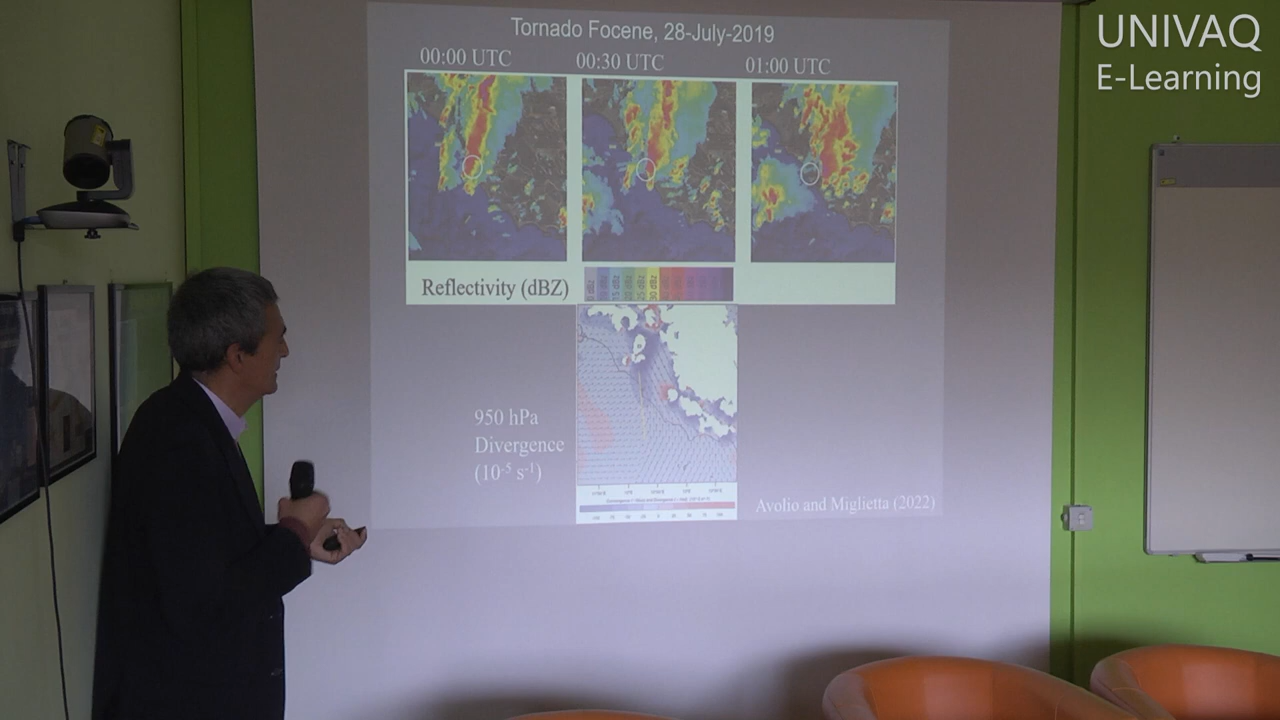 UNIVAQ
E-Learning
Tornado Focene, 28-July-2019
00:00 UTC
00:30 UTC
01:00 UTC
Reflectivity (dBZ)
950 hPa
Divergence
(10⁻⁵ s⁻¹)
Avolio and Miglietta (2022)